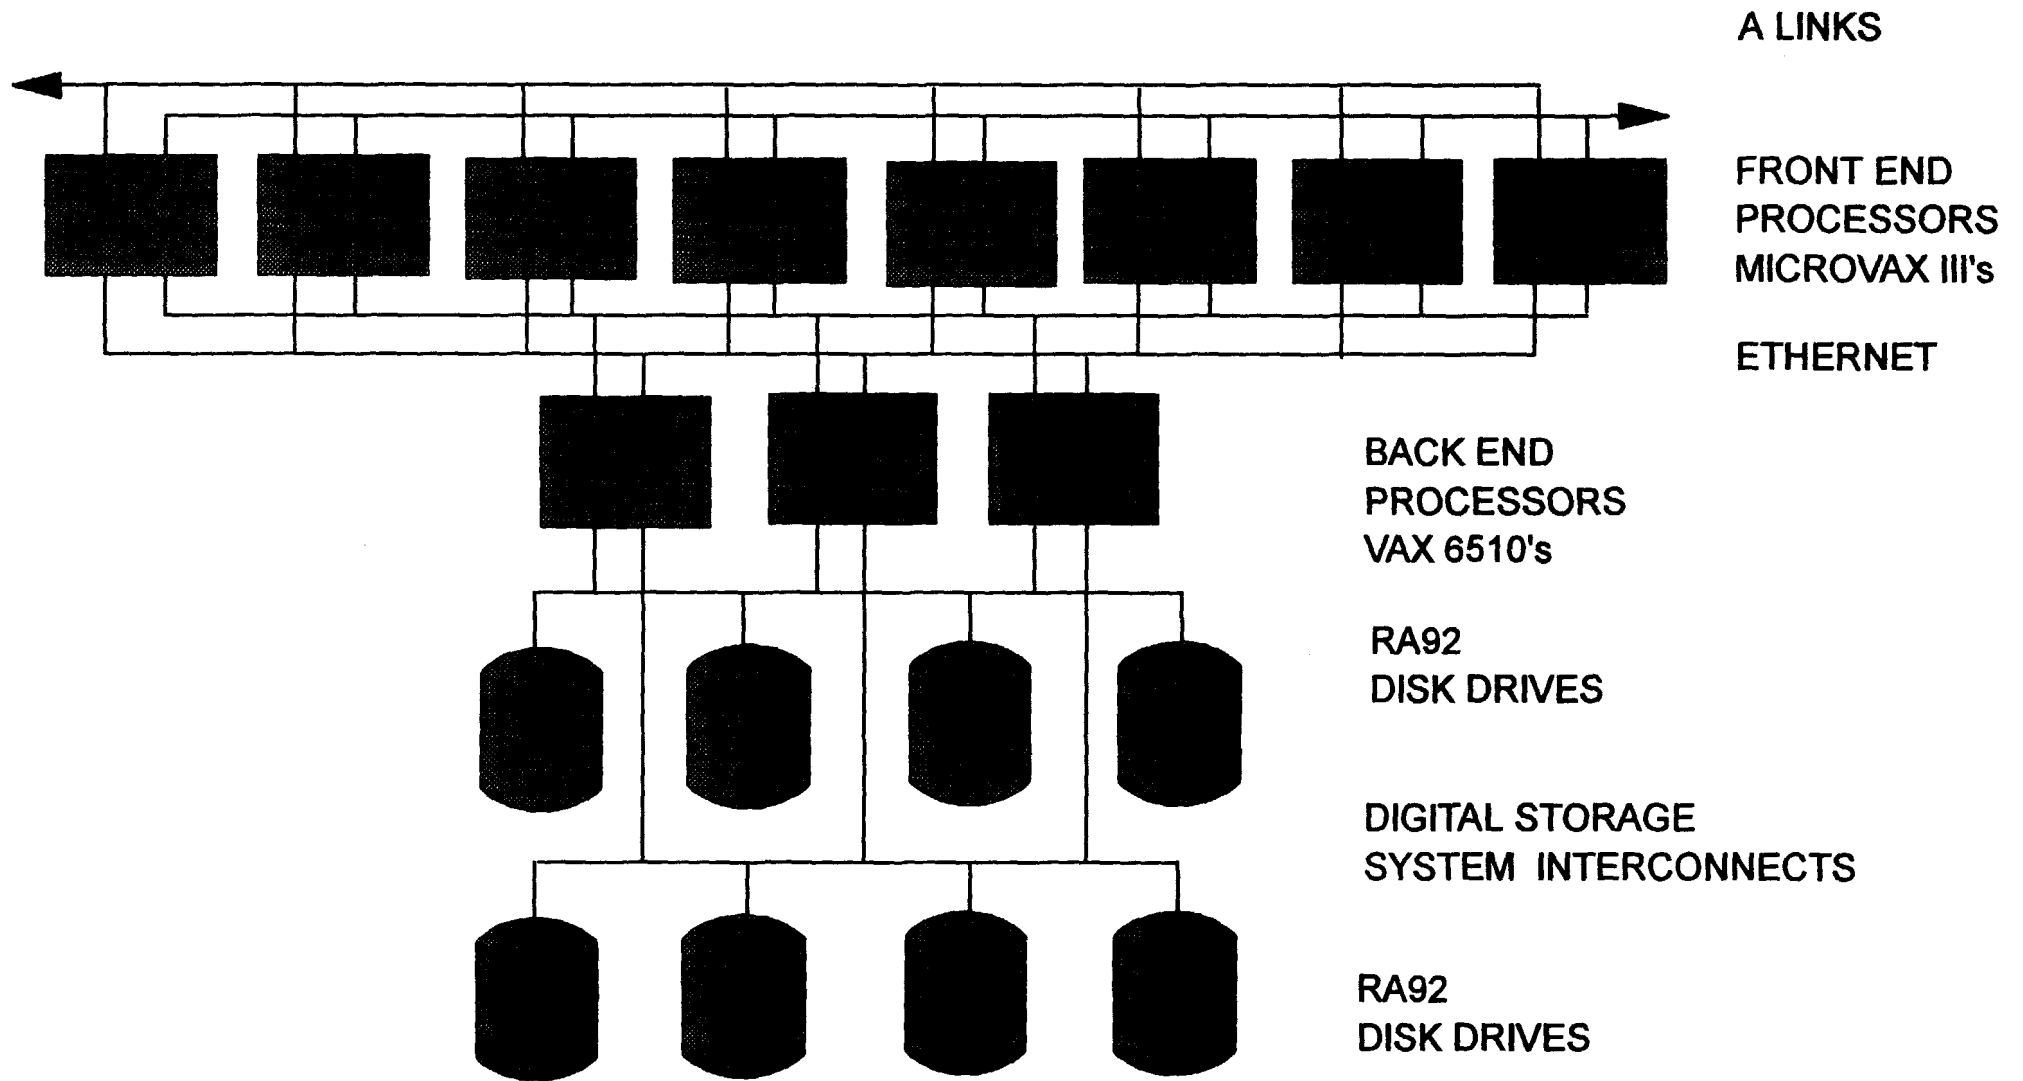 A LINKS
FRONT END
PROCESSORS
MICROVAX III's
ETHERNET
BACK END
PROCESSORS
VAX 6510's
RA92
DISK DRIVES
DIGITAL STORAGE
SYSTEM INTERCONNECTS
RA92
DISK DRIVES